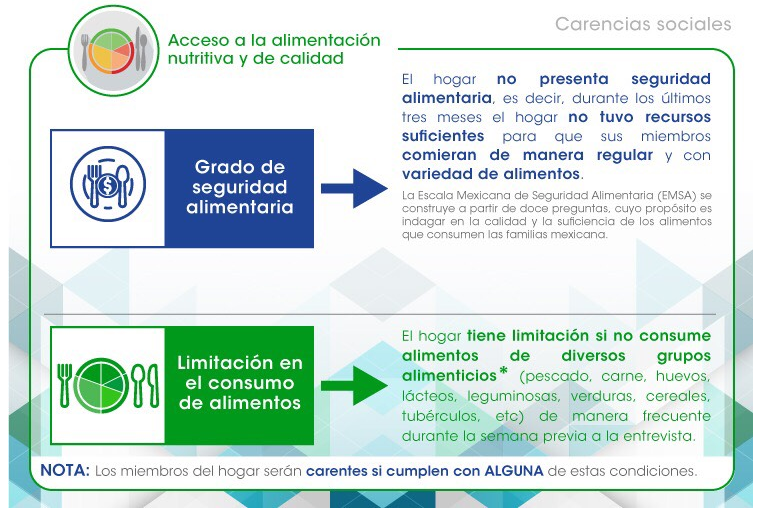 Carencias sociales
Acceso a la alimentación
nutritiva y de calidad
$
Grado de
seguridad
alimentaria
El hogar no presenta seguridad
alimentaria, es decir, durante los últimos
tres meses el hogar no tuvo recursos
suficientes para que sus miembros
comieran de manera regular y con
variedad de alimentos.
La Escala Mexicana de Seguridad Alimentaria (EMSA) se
construye a partir de doce preguntas, cuyo propósito es
indagar en la calidad y la suficiencia de los alimentos
que consumen las familias mexicana.
Limitación en
el consumo
de alimentos
El hogar tiene limitación si no consume
alimentos de diversos grupos
alimenticios* (pescado, carne, huevos,
lácteos, leguminosas, verduras, cereales,
tubérculos, etc) de manera frecuente
durante la semana previa a la entrevista.
NOTA: Los miembros del hogar serán carentes si cumplen con ALGUNA de estas condiciones.